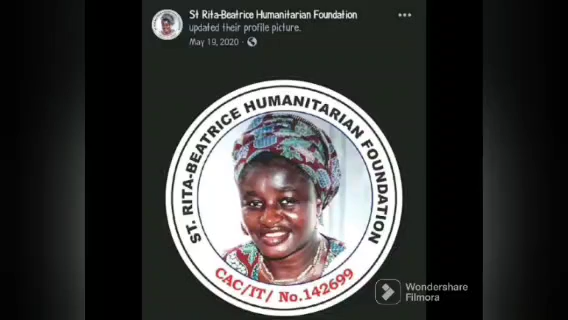 St Rita-Beatrice Humanitarian Foundation
updated their profile picture.
May 19, 2020
ST. RITA-BEATRICE HUMANITARIAN FOUNDATION
CAC/IT/ No.142699
Wondershare
Filmora